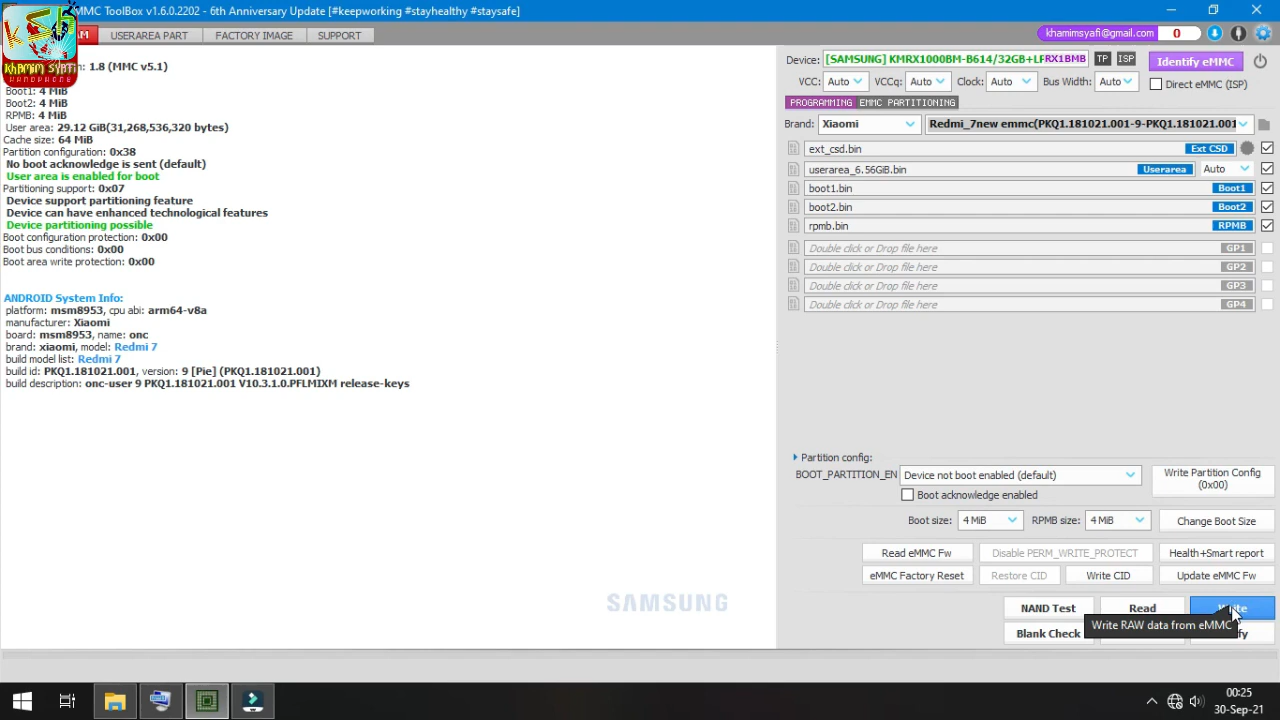 MMC ToolBox v1.6.0.2202 - 6th Anniversary Update [#keepworking #stayhealthy #staysafe]
khamim syafii
HANDPHONE
USERAREA PART
FACTORY IMAGE
SUPPORT
khamimsyafi@gmail.com
0
1.8 (MMC v5.1)
Boot1: 4 MiB
Boot2: 4 MiB
RPMB: 4 MiB
User area: 29.12 GiB(31,268,536,320 bytes)
Cache size: 64 MiB
Partition configuration: 0x38
No boot acknowledge is sent (default)
User area is enabled for boot
Partitioning support: 0x07
Device support partitioning feature
Device can have enhanced technological features
Device partitioning possible
Boot configuration protection: 0x00
Boot bus conditions: 0x00
Boot area write protection: 0x00
ANDROID System Info:
platform: msm8953, cpu abi: arm64-v8a
manufacturer: Xiaomi
board: msm8953, name: onc
brand: xiaomi, model: Redmi 7
build model list: Redmi 7
build id: PKQ1.181021.001, version: 9 [Pie] (PKQ1.181021.001)
build description: onc-user 9 PKQ1.181021.001 V10.3.1.0.PFLMIXM release-keys
SAMSUNG
Device: [SAMSUNG] KMRX1000BM-B614/32GB+LF RX1BMB TP ISP Identify eMMC
VCC: Auto VCCq: Auto Clock: Auto Bus Width: Auto Direct eMMC (ISP)
PROGRAMMING EMMC PARTITIONING
Brand: Xiaomi Redmi_7new emmc(PKQ1.181021.001-9-PKQ1.181021.001
ext_csd.bin Ext CSD
userarea_6.56GiB.bin Userarea Auto
boot1.bin Boot1
boot2.bin Boot2
rpmb.bin RPMB
Double click or Drop file here GP1
Double click or Drop file here GP2
Double click or Drop file here GP3
Double click or Drop file here GP4
Partition config:
BOOT_PARTITION_EN Device not boot enabled (default) Write Partition Config (0x00)
Boot acknowledge enabled
Boot size: 4 MiB RPMB size: 4 MiB Change Boot Size
Read eMMC Fw Disable PERM_WRITE_PROTECT Health+Smart report
eMMC Factory Reset Restore CID Write CID Update eMMC Fw
NAND Test Read Write
Write RAW data from eMMC
Blank Check
00:25
30-Sep-21